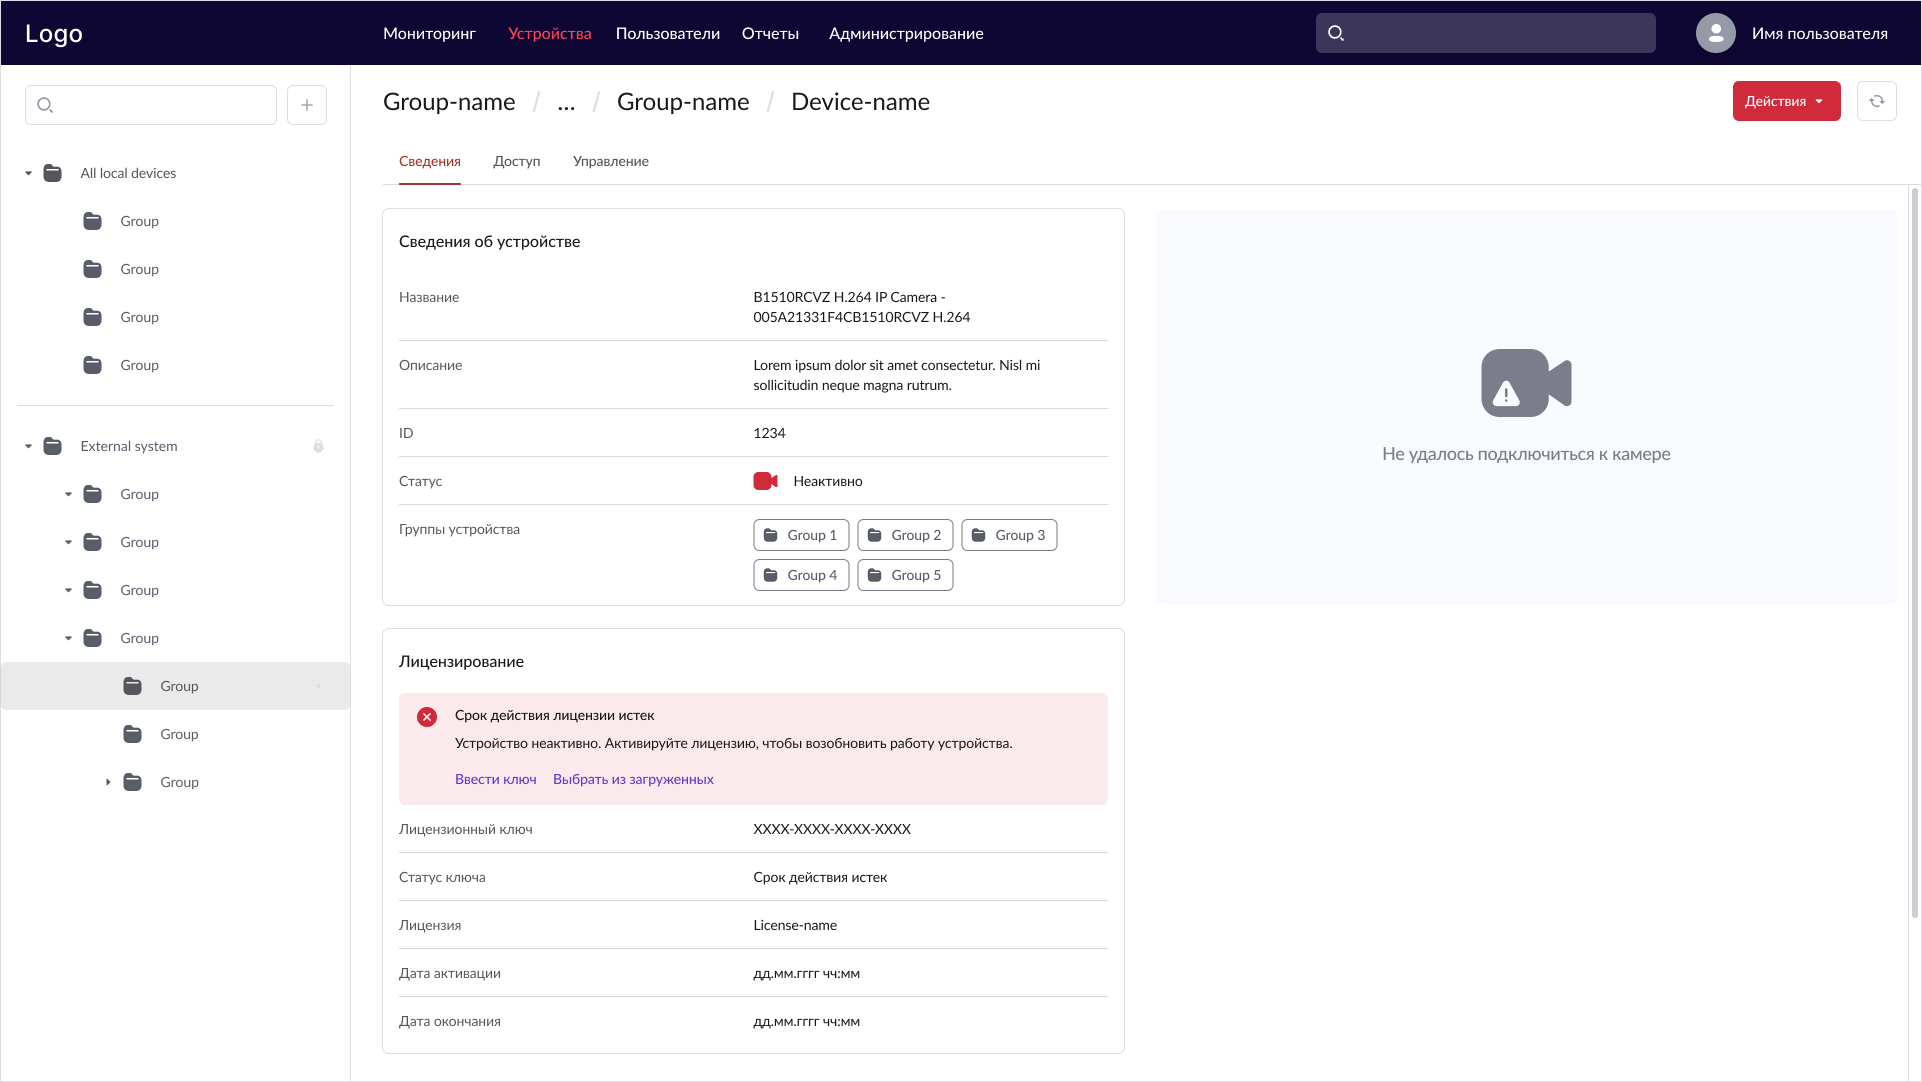 Logo
Мониторинг Устройства Пользователи Отчеты Администрирование
Имя пользователя
All local devices
Group
Group
Group
Group
External system
Group
Group
Group
Group
Group
Group
Group
Group-name / ... / Group-name / Device-name
Действия
Сведения Доступ Управление
Сведения об устройстве
Название
B1510RCVZ H.264 IP Camera -
005A21331F4CB1510RCVZ H.264
Описание
Lorem ipsum dolor sit amet consectetur. Nisl mi
sollicitudin neque magna rutrum.
ID
1234
Статус
Неактивно
Группы устройства
Group 1 Group 2 Group 3
Group 4 Group 5
Не удалось подключиться к камере
Лицензирование
Срок действия лицензии истек
Устройство неактивно. Активируйте лицензию, чтобы возобновить работу устройства.
Ввести ключ Выбрать из загруженных
Лицензионный ключ
XXXX-XXXX-XXXX-XXXX
Статус ключа
Срок действия истек
Лицензия
License-name
Дата активации
дд.мм.гггг чч:мм
Дата окончания
дд.мм.гггг чч:мм